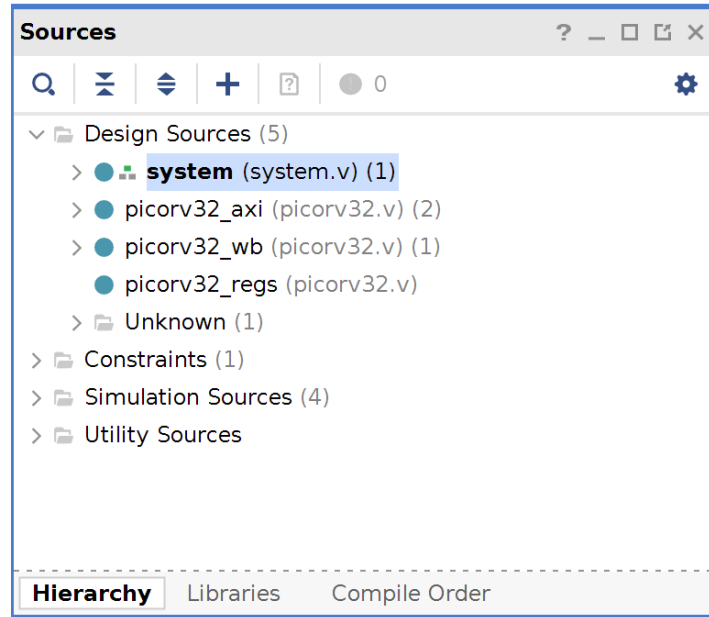 Sources ?
0
Design Sources (5)
system (system.v) (1)
picorv32_axi (picorv32.v) (2)
picorv32_wb (picorv32.v) (1)
picorv32_regs (picorv32.v)
Unknown (1)
Constraints (1)
Simulation Sources (4)
Utility Sources
Hierarchy Libraries Compile Order